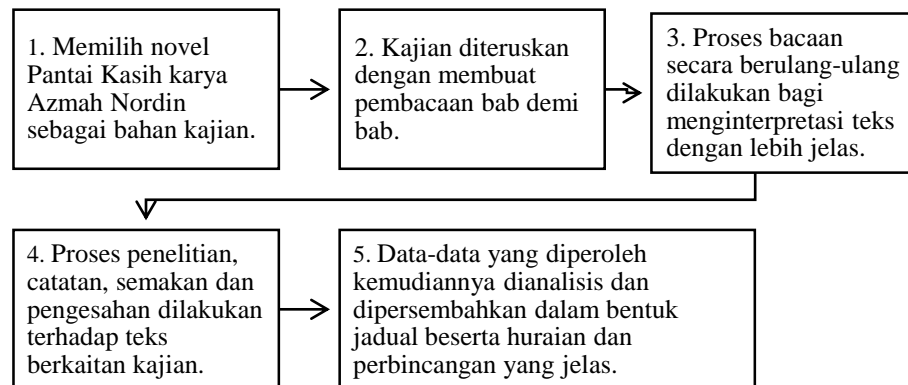 1. Memilih novel
Pantai Kasih karya
Azmah Nordin
sebagai bahan kajian.
2. Kajian diteruskan
dengan membuat
pembacaan bab demi
bab.
3. Proses bacaan
secara berulang-ulang
dilakukan bagi
menginterpretasi teks
dengan lebih jelas.
4. Proses penelitian,
catatan, semakan dan
pengesahan dilakukan
terhadap teks
berkaitan kajian.
5. Data-data yang diperoleh
kemudiannya dianalisis dan
dipersembahkan dalam bentuk
jadual beserta huraian dan
perbincangan yang jelas.